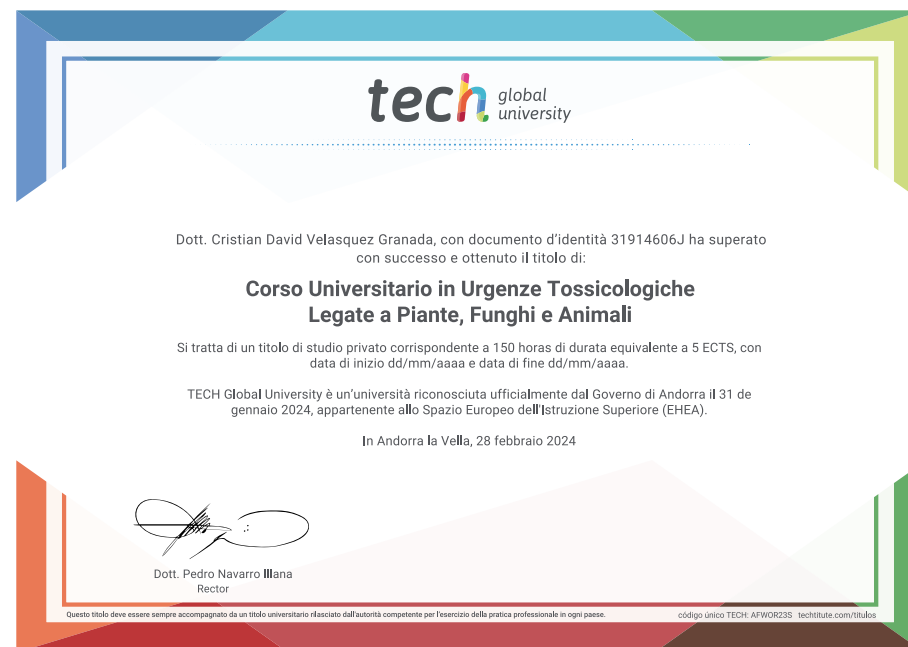 tech global university
Dott. Cristian David Velasquez Granada, con documento d'identità 31914606J ha superato
con successo e ottenuto il titolo di:
Corso Universitario in Urgenze Tossicologiche
Legate a Piante, Funghi e Animali
Si tratta di un titolo di studio privato corrispondente a 150 horas di durata equivalente a 5 ECTS, con
data di inizio dd/mm/aaaa e data di fine dd/mm/aaaa.
TECH Global University è un'università riconosciuta ufficialmente dal Governo di Andorra il 31 de
gennaio 2024, appartenente allo Spazio Europeo dell'Istruzione Superiore (EHEA).
In Andorra la Vella, 28 febbraio 2024
Dott. Pedro Navarro Illana
Rector
Questo titolo deve essere sempre accompagnato da un titolo universitario rilasciato dall'autorità competente per l'esercizio della pratica professionale in ogni paese.
código único TECH: AFWOR23S techtitute.com/titulos